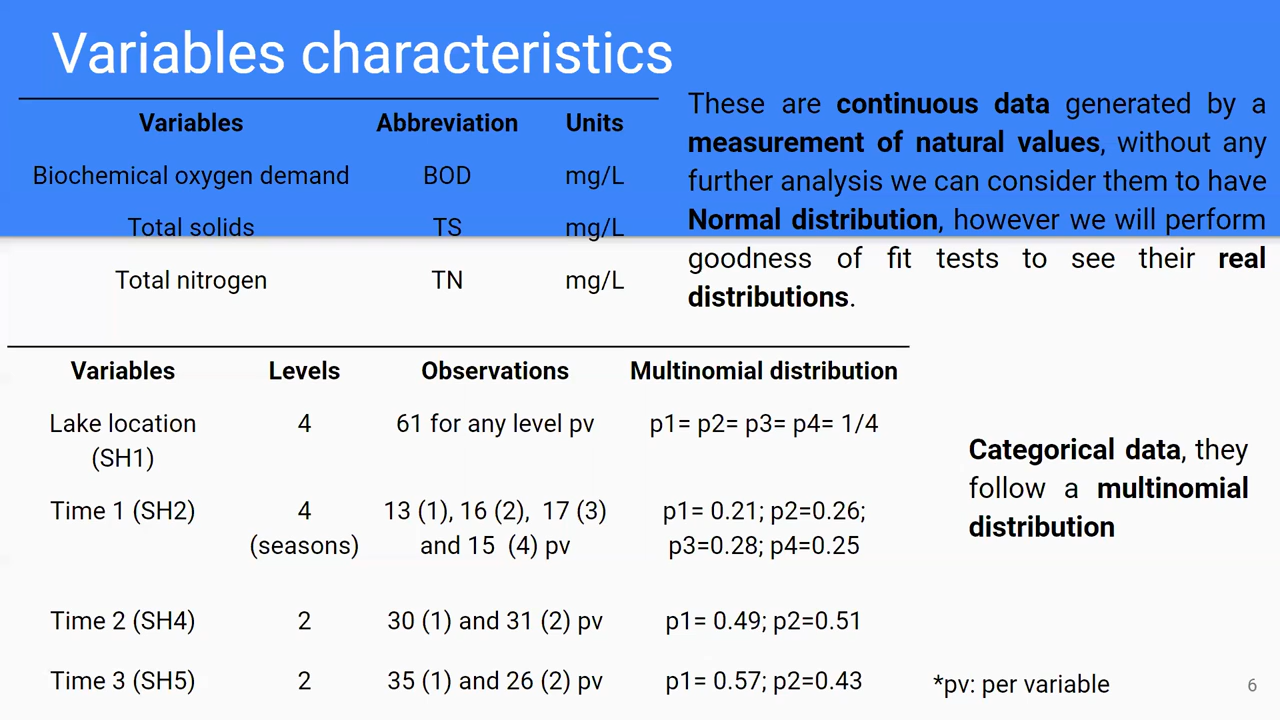 Variables characteristics
Variables Abbreviation Units
Biochemical oxygen demand BOD mg/L
Total solids TS mg/L
Total nitrogen TN mg/L
These are continuous data generated by a
measurement of natural values, without any
further analysis we can consider them to have
Normal distribution, however we will perform
goodness of fit tests to see their real
distributions.
Variables Levels Observations Multinomial distribution
Lake location 4 61 for any level pv p1= p2= p3= p4= 1/4
(SH1)
Time 1 (SH2) 4 13 (1), 16 (2), 17 (3) p1= 0.21; p2=0.26;
(seasons) and 15 (4) pv p3=0.28; p4=0.25
Time 2 (SH4) 2 30 (1) and 31 (2) pv p1= 0.49; p2=0.51
Time 3 (SH5) 2 35 (1) and 26 (2) pv p1= 0.57; p2=0.43
Categorical data, they
follow a multinomial
distribution
*pv: per variable
6